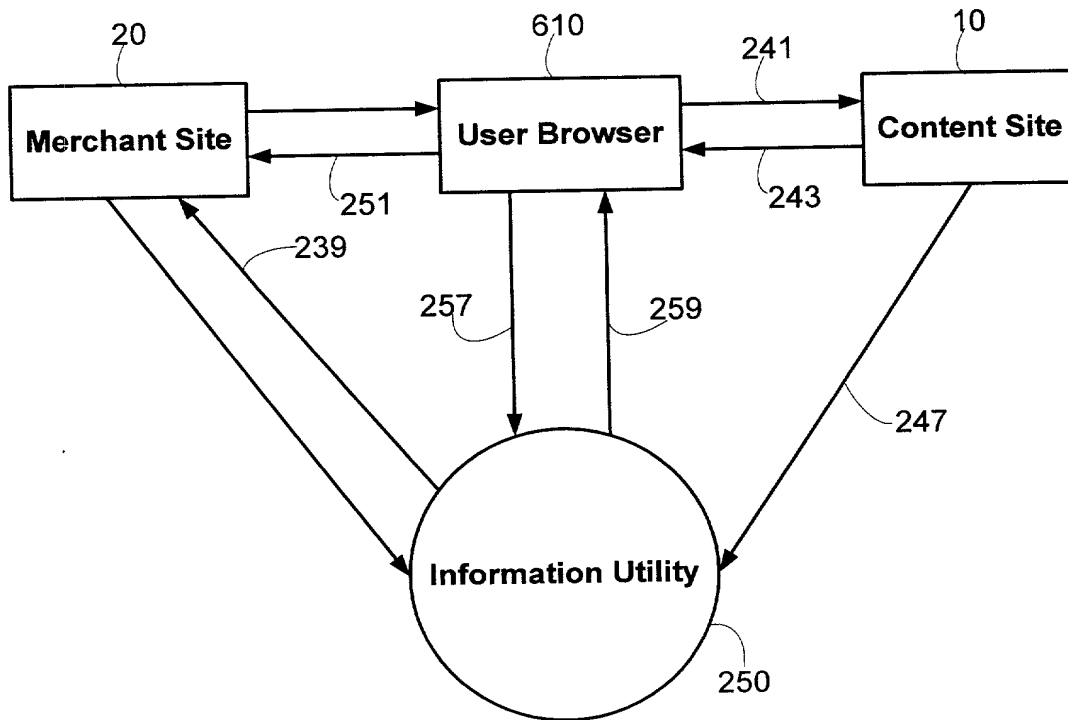 20
610
10
241
Merchant Site
User Browser
Content Site
251
243
239
257
259
247
Information Utility
250